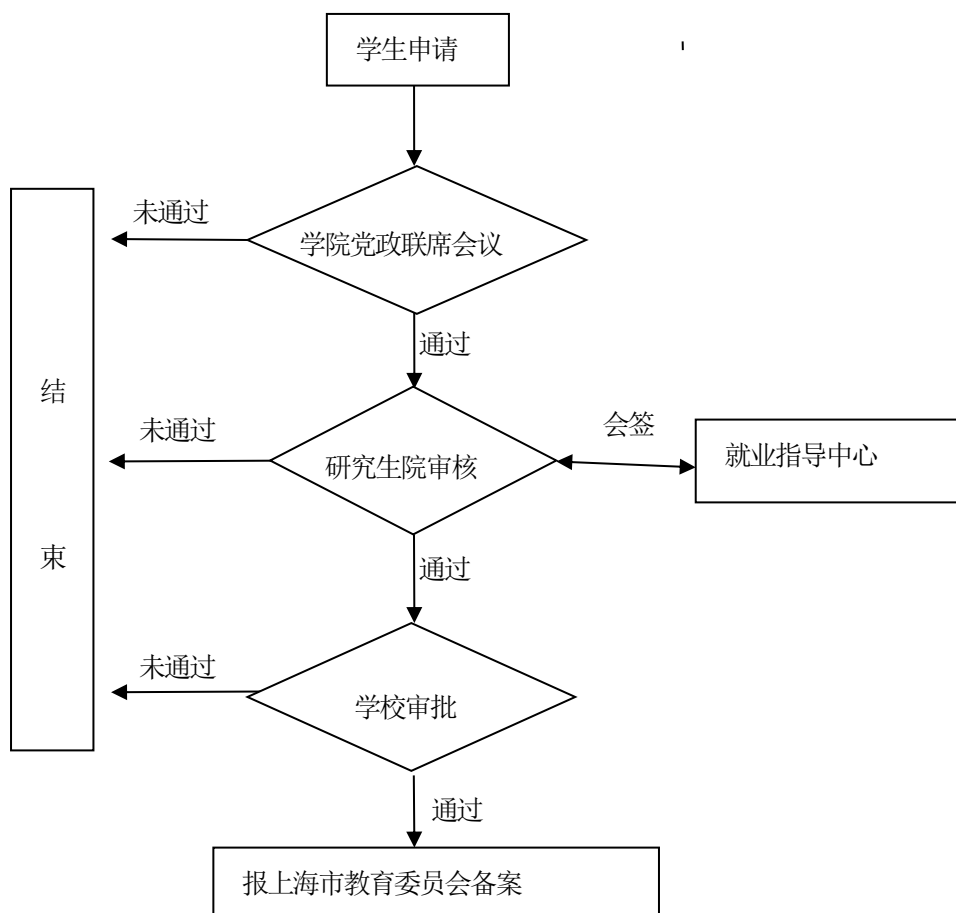 学生申请
未通过
学院党政联席会议
通过
结
未通过
研究生院审核
会签
就业指导中心
束
通过
未通过
学校审批
通过
报上海市教育委员会备案